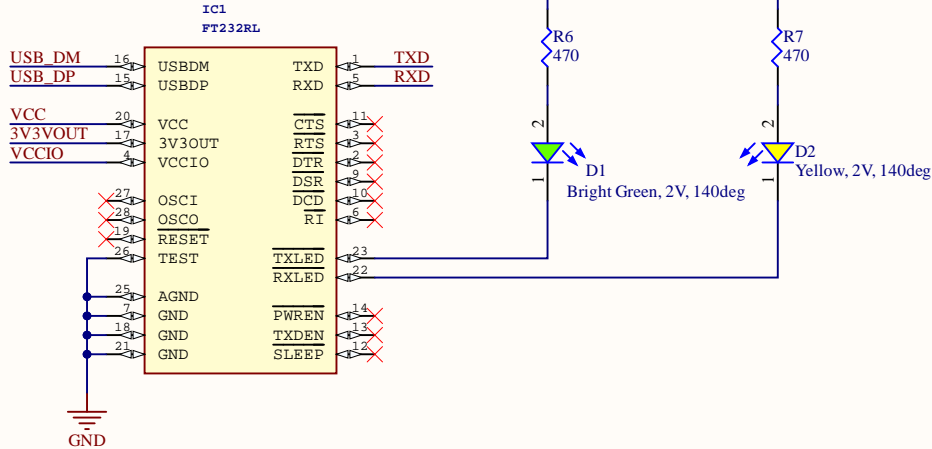 IC1
FT232RL
USB_DM 16 USBDM TXD 1 TXD
USB_DP 15 USBDP RXD 5 RXD
VCC 20 VCC CTS 11
3V3VOUT 17 3V3OUT RTS 3
VCCIO 4 VCCIO DTR 2
DSR 9
27 OSCI DCD 10
28 OSCO RI 6
19 RESET
26 TEST TXLED 23
RXLED 22
25 AGND
7 GND PWREN 14
18 GND TXDEN 13
21 GND SLEEP 12
GND
R6
470
2
1
D1
Bright Green, 2V, 140deg
R7
470
2
1
D2
Yellow, 2V, 140deg